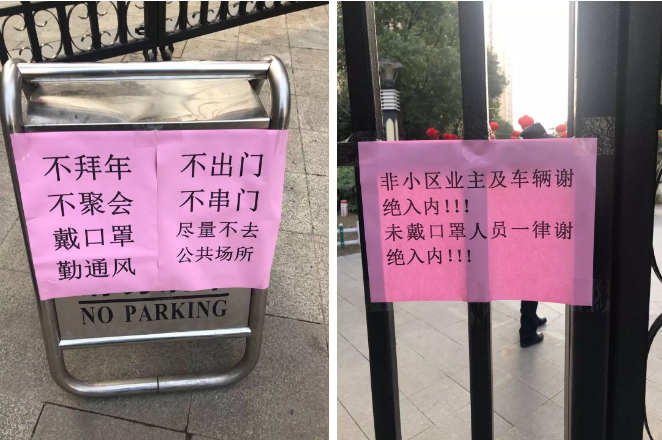 不拜年
不聚会
戴口罩
勤通风
不出门
不串门
尽量不去
公共场所
NO PARKING
非小区业主及车辆谢
绝入内!!!
未戴口罩人员一律谢
绝入内!!!